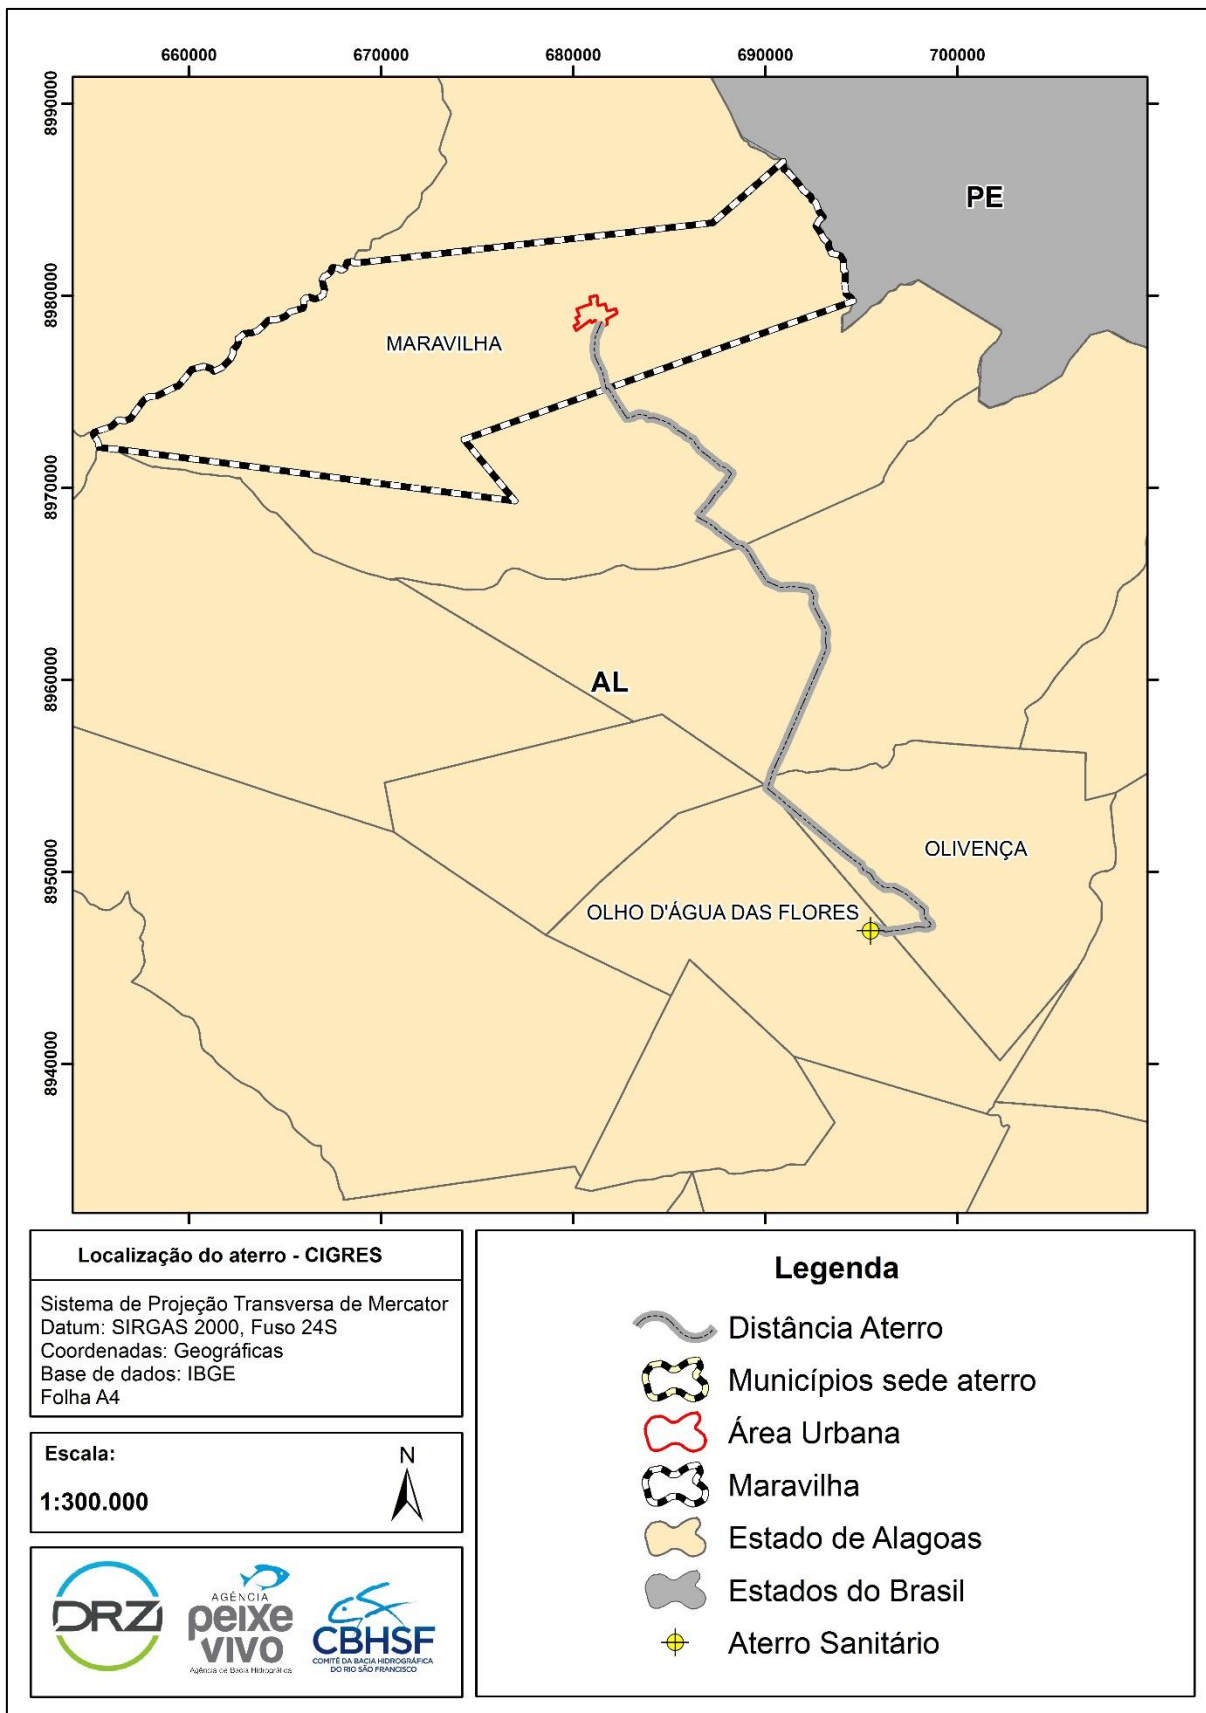 660000 670000 680000 690000 700000
8990000
8980000
8970000
8960000
8950000
8940000
PE
MARAVILHA
AL
OLIVENÇA
OLHO D'ÁGUA DAS FLORES
Localização do aterro - CIGRES
Sistema de Projeção Transversa de Mercator
Datum: SIRGAS 2000, Fuso 24S
Coordenadas: Geográficas
Base de dados: IBGE
Folha A4
Escala:
1:300.000
N
DRZ
AGÊNCIA
peixe
vivo
Agência de Bacia Hidrográfica
CBHSF
COMITÊ DA BACIA HIDROGRÁFICA
DO RIO SÃO FRANCISCO
Legenda
Distância Aterro
Municípios sede aterro
Área Urbana
Maravilha
Estado de Alagoas
Estados do Brasil
Aterro Sanitário